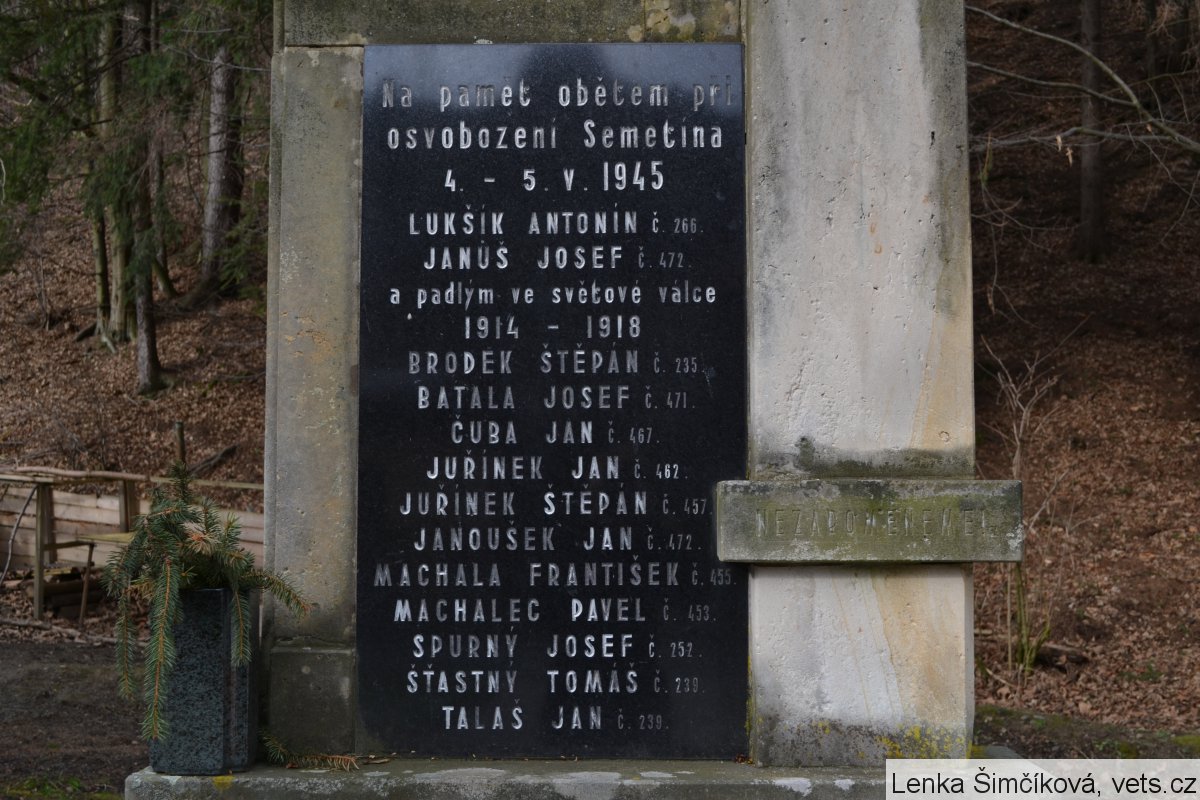 Na pamět obětem při
osvobození Semetína
4. - 5. V. 1945
LUKŠÍK ANTONÍN č. 266.
JANŮŠ JOSEF č. 472.
a padlým ve světové válce
1914 - 1918
BRODEK ŠTĚPÁN č. 235.
BATALA JOSEF č. 471.
ČUBA JAN č. 467.
JUŘÍNEK JAN č. 462.
JUŘÍNEK ŠTĚPÁN č. 457.
JANOUŠEK JAN č. 472.
MACHALA FRANTIŠEK č. 455.
MACHALEC PAVEL č. 453.
SPURNÝ JOSEF č. 252.
ŠŤASTNÝ TOMÁŠ č. 239.
TALAŠ JAN č. 239.
NEZAPOMENEME!
Lenka Šimčíková, vets.cz